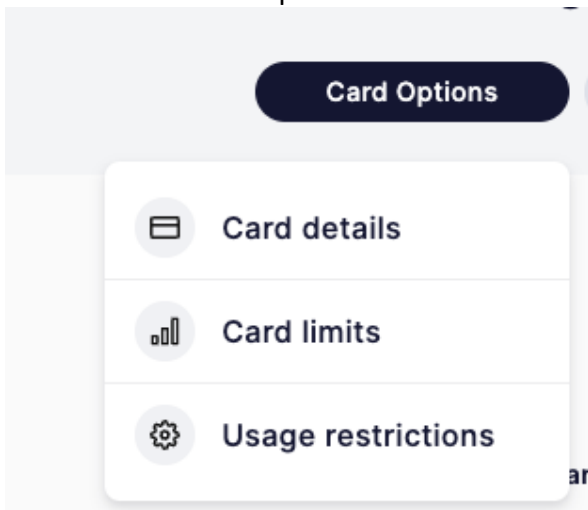 Card Options
Card details
Card limits
Usage restrictions